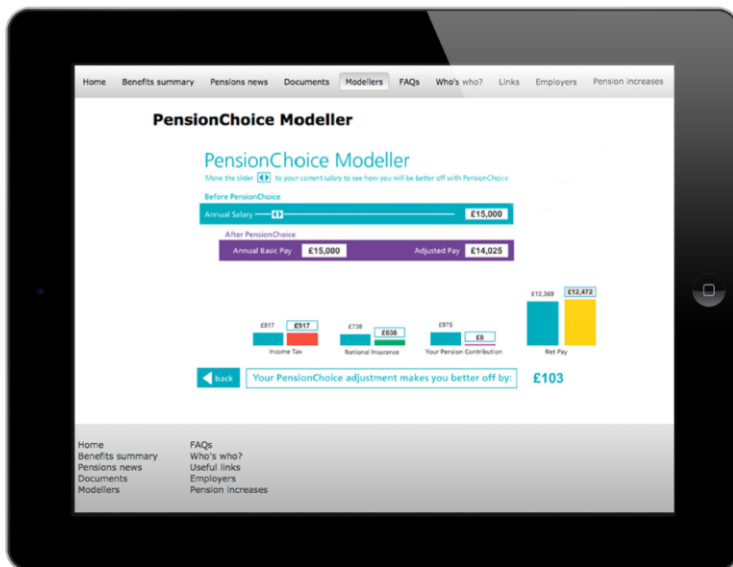 Home Benefits summary Pensions news Documents Modellers FAQs Who's who? Links Employers Pension increases
PensionChoice Modeller
PensionChoice Modeller
Move the slider to your current salary to see how you will be better off with PensionChoice
Before PensionChoice
Annual Salary £15,000
After PensionChoice
Annual Basic Pay £15,000 Adjusted Pay £14,025
£917 £917
Income Tax
£739 £636
National Insurance
£975 £0
Your Pension Contribution
£12,369 £12,472
Net Pay
back Your PensionChoice adjustment makes you better off by: £103
Home
Benefits summary
Pensions news
Documents
Modellers
FAQs
Who's who?
Useful links
Employers
Pension increases